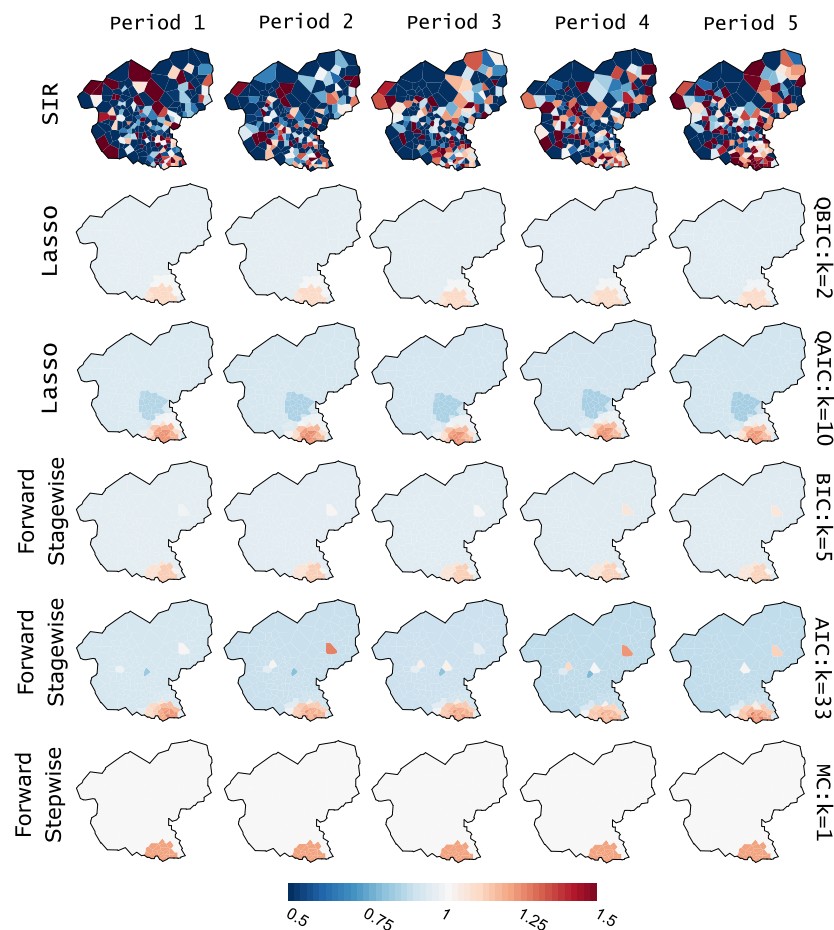 Period 1
Period 2
Period 3
Period 4
Period 5
SIR
Lasso
QBIC:k=2
Lasso
QAIC:k=10
Forward
Stagewise
BIC:k=5
Forward
Stagewise
AIC:k=33
Forward
Stepwise
MC:k=1
0.5
0.75
1
1.25
1.5